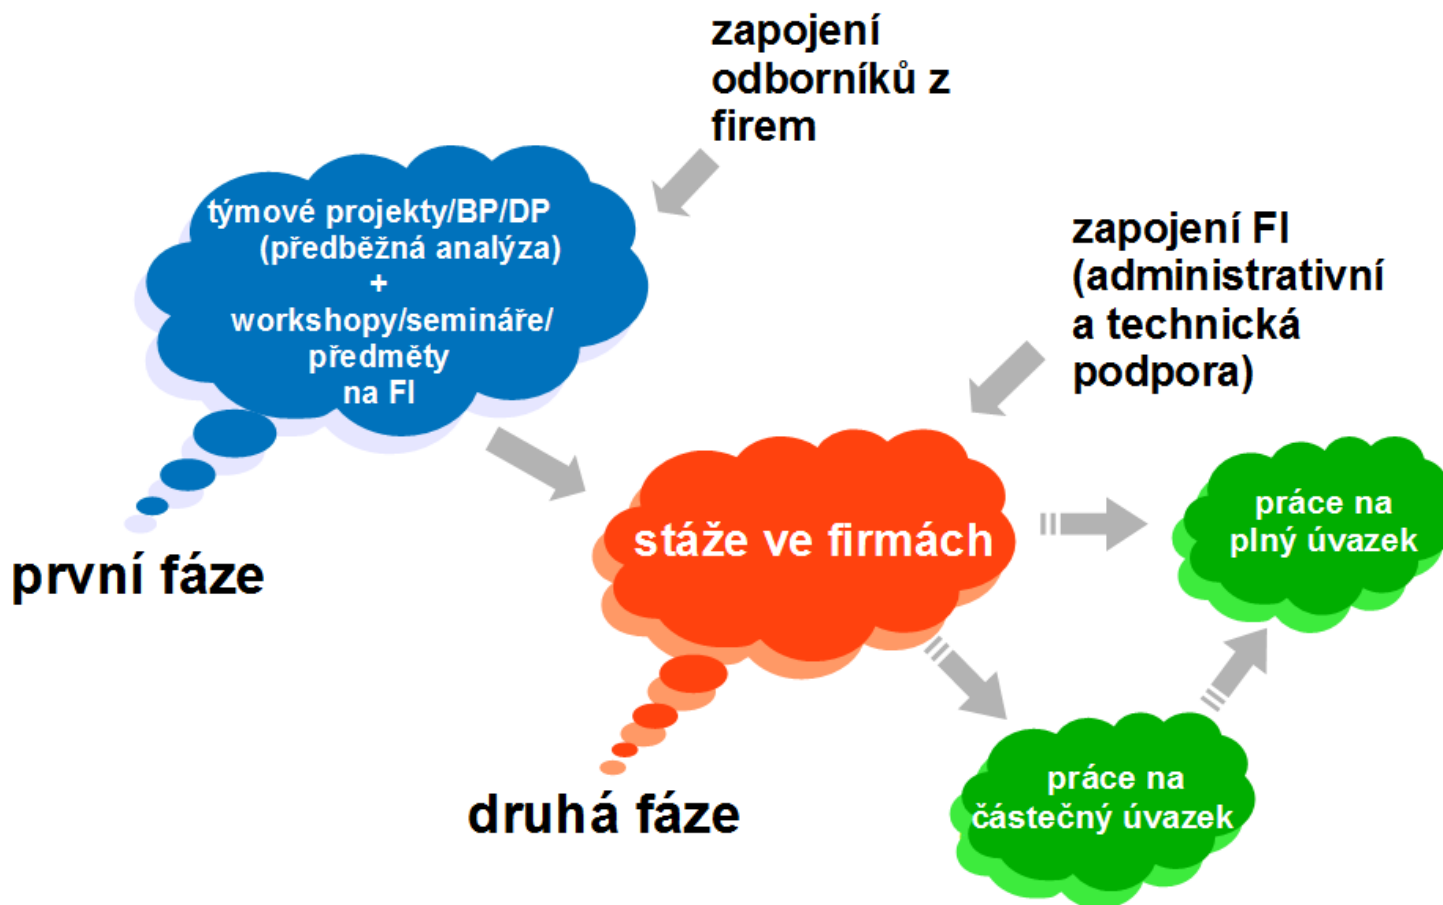 zapojení
odborníků z
firem
týmové projekty/BP/DP
(předběžná analýza)
+
workshopy/semináře/
předměty
na FI
zapojení FI
(administrativní
a technická
podpora)
první fáze
stáže ve firmách
práce na
plný úvazek
druhá fáze
práce na
částečný úvazek